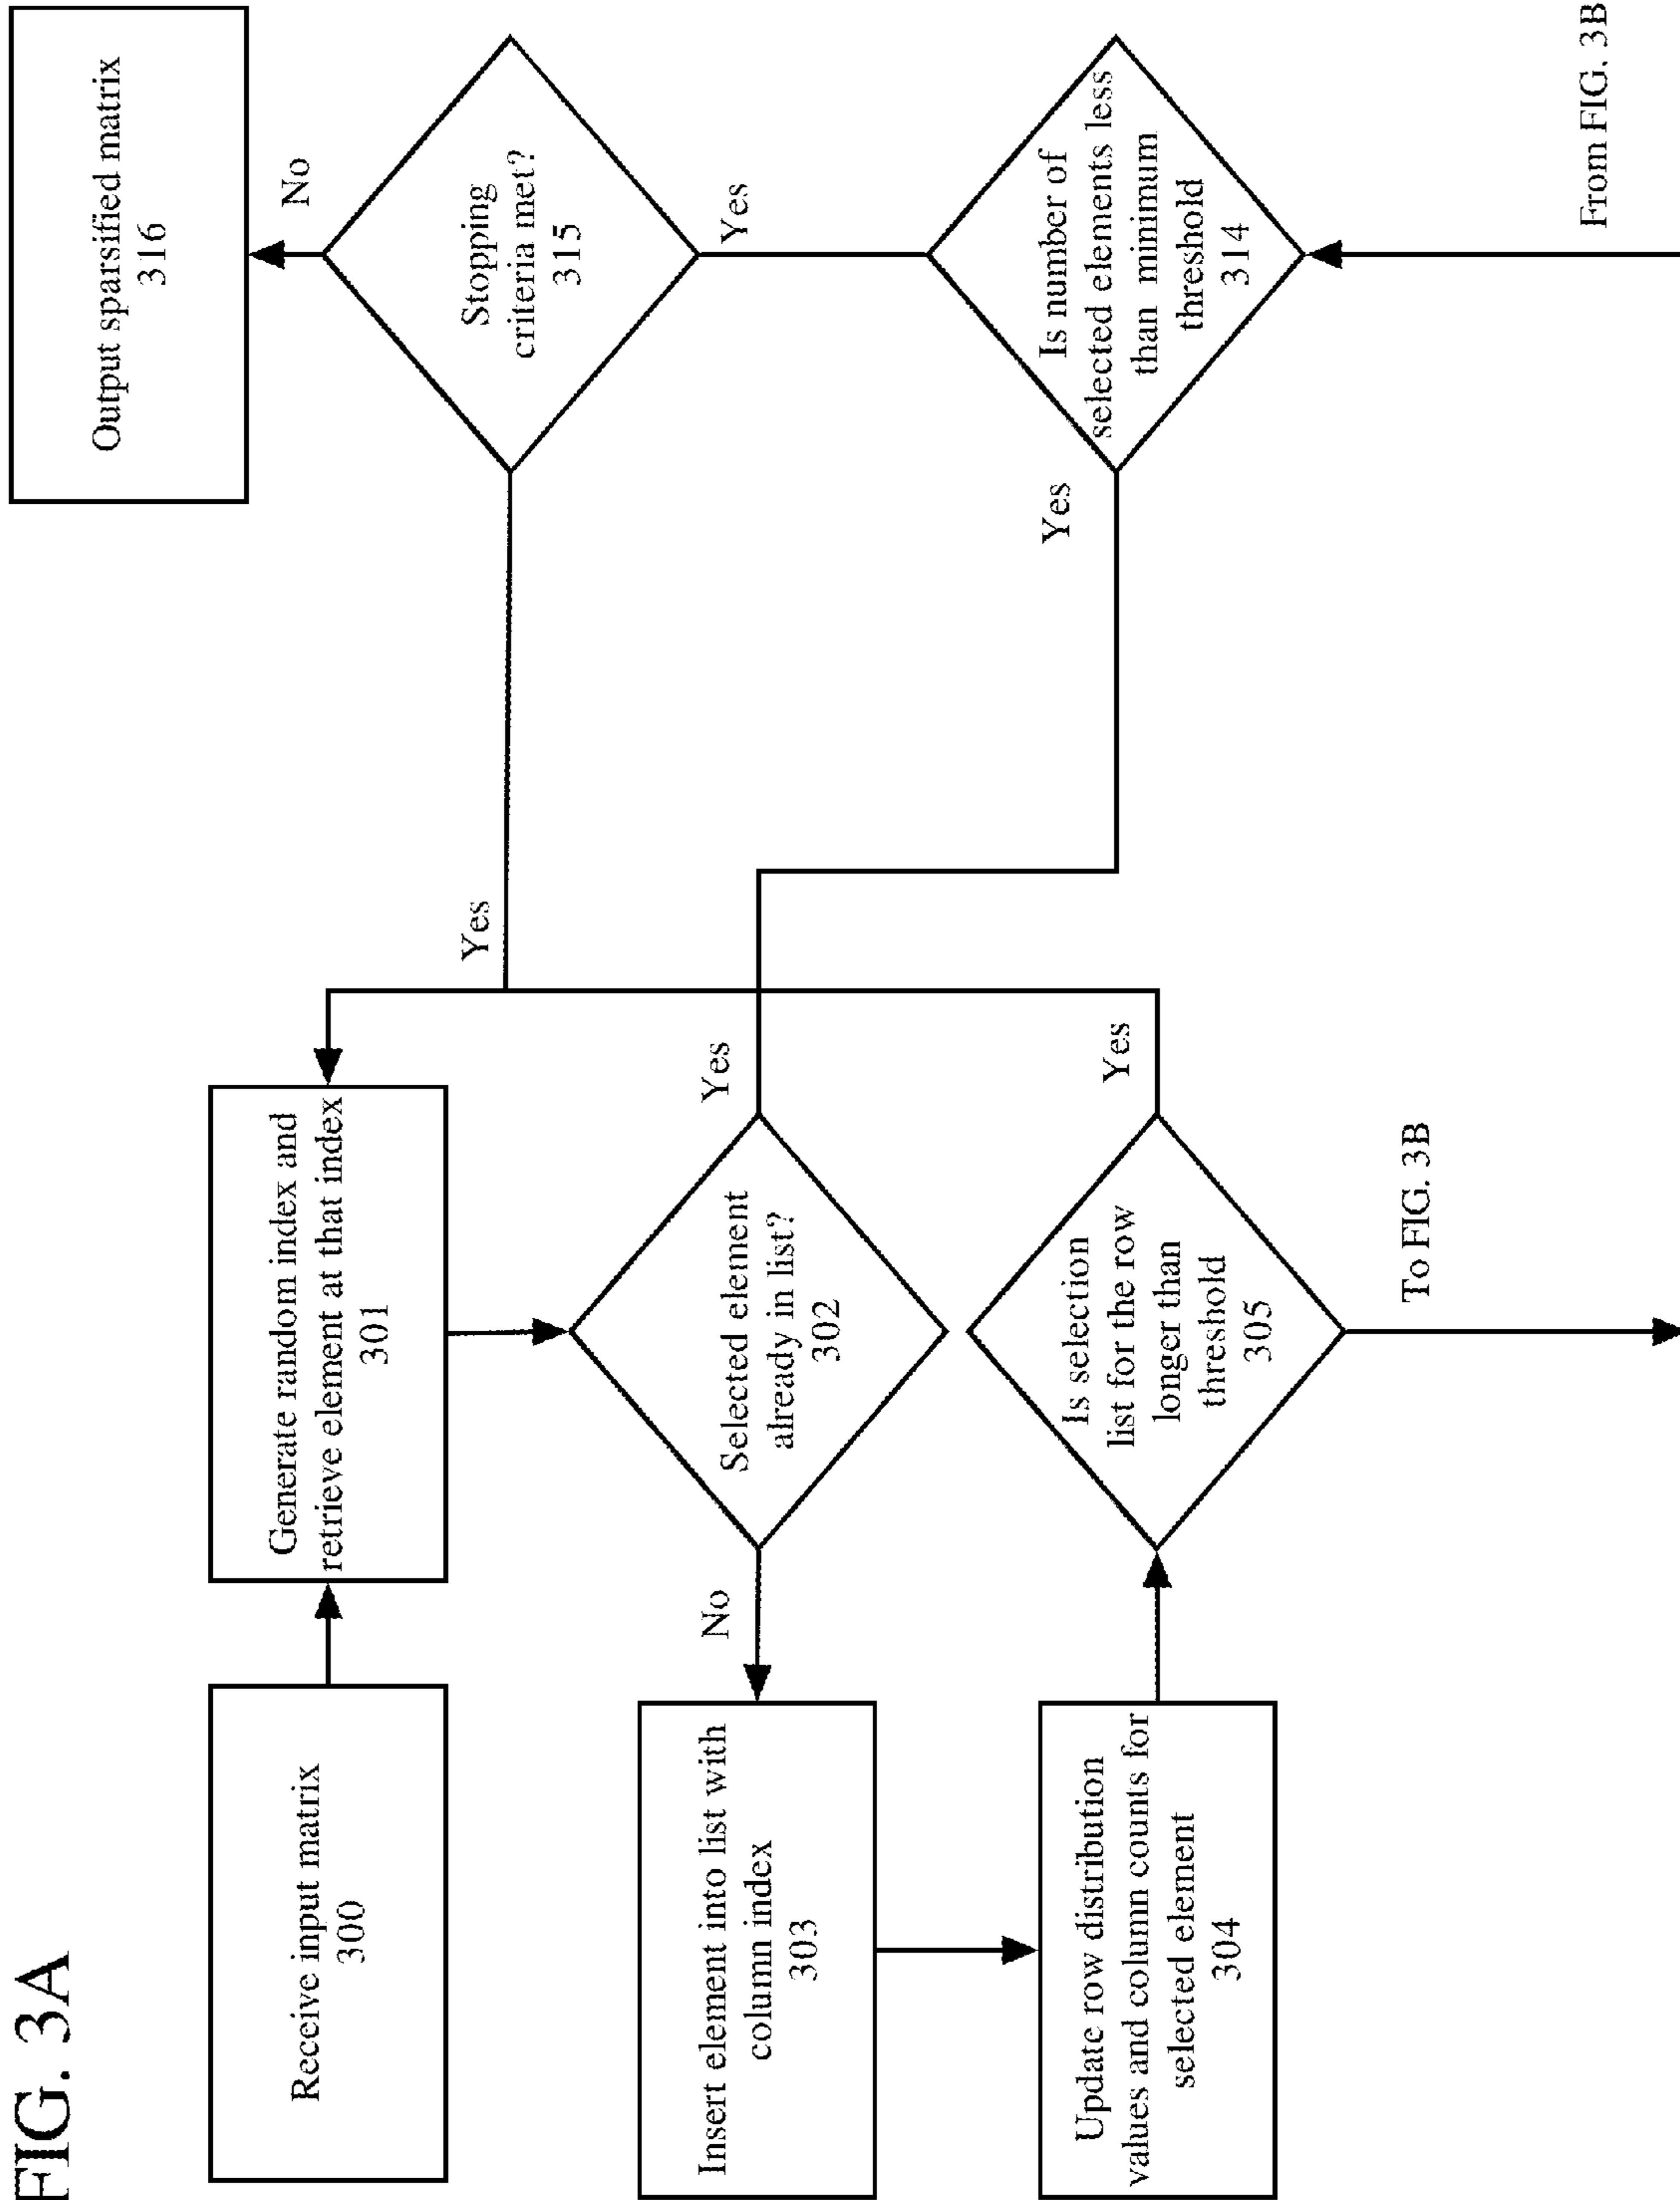 FIG. 3A
Receive input matrix
300
Generate random index and
retrieve element at that index
301
Selected element
already in list?
302
Yes
No
Insert element into list with
column index
303
Update row distribution
values and column counts for
selected element
304
Is selection
list for the row
longer than
threshold
305
Yes
To FIG. 3B
Yes
Output sparsified matrix
316
No
Stopping
criteria met?
315
Yes
Is number of
selected elements less
than minimum
threshold
314
Yes
From FIG. 3B